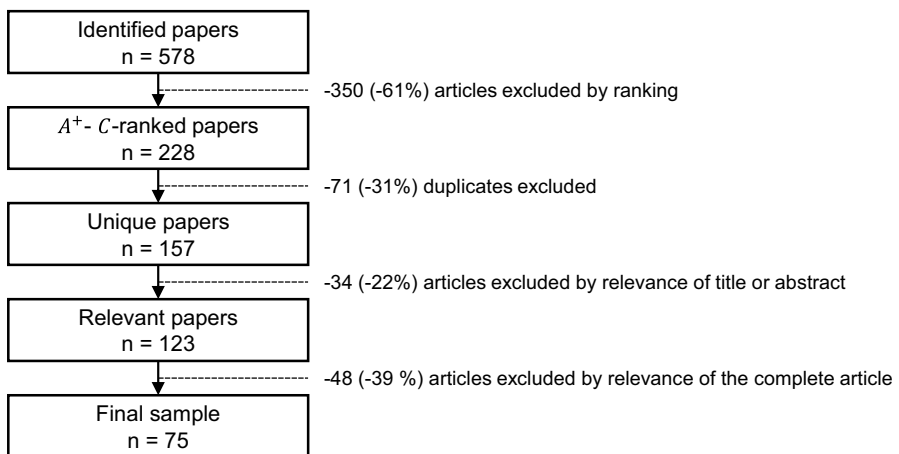 Identified papers
n = 578
-350 (-61%) articles excluded by ranking
A⁺- C-ranked papers
n = 228
-71 (-31%) duplicates excluded
Unique papers
n = 157
-34 (-22%) articles excluded by relevance of title or abstract
Relevant papers
n = 123
-48 (-39 %) articles excluded by relevance of the complete article
Final sample
n = 75